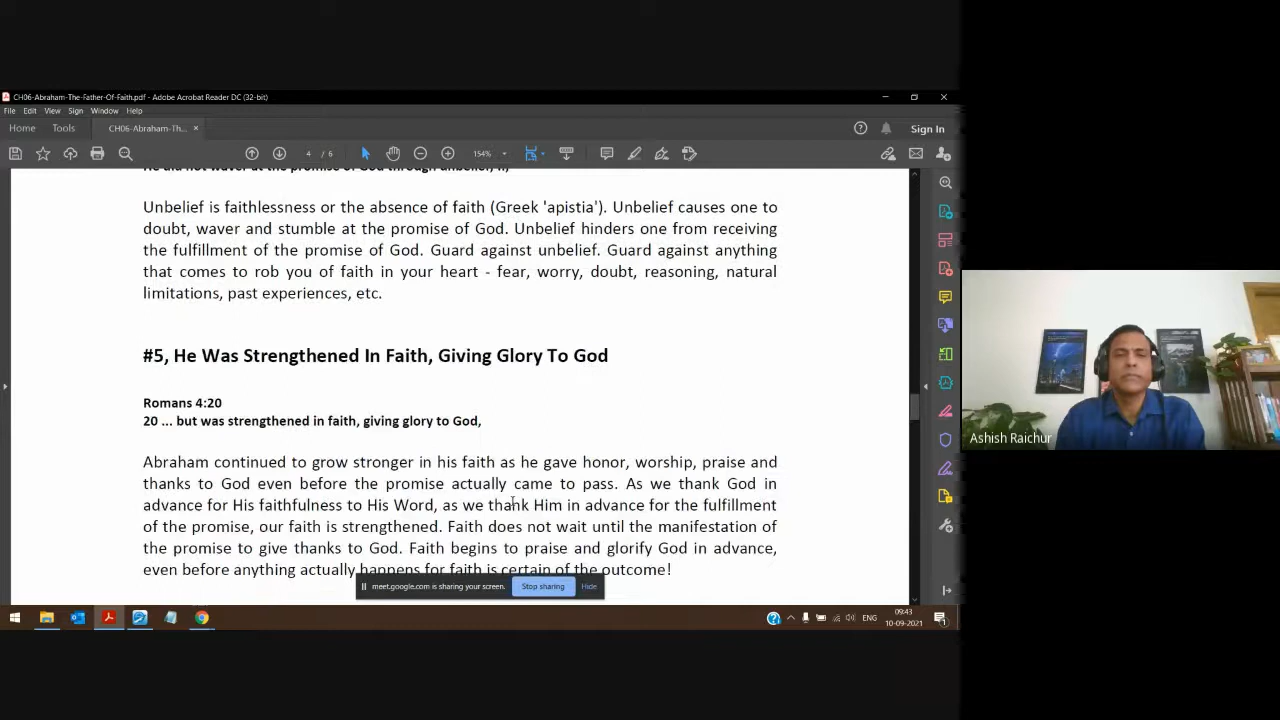 CH06-Abraham-The-Father-Of-Faith.pdf - Adobe Acrobat Reader DC (32-bit)
File Edit View Sign Window Help
Home Tools CH06-Abraham-Th... × Sign In
4 / 6 154%
He did not waver at the promise of God through unbelief,
Unbelief is faithlessness or the absence of faith (Greek 'apistia'). Unbelief causes one to
doubt, waver and stumble at the promise of God. Unbelief hinders one from receiving
the fulfillment of the promise of God. Guard against unbelief. Guard against anything
that comes to rob you of faith in your heart - fear, worry, doubt, reasoning, natural
limitations, past experiences, etc.
#5, He Was Strengthened In Faith, Giving Glory To God
Romans 4:20
20 ... but was strengthened in faith, giving glory to God,
Abraham continued to grow stronger in his faith as he gave honor, worship, praise and
thanks to God even before the promise actually came to pass. As we thank God in
advance for His faithfulness to His Word, as we thank Him in advance for the fulfillment
of the promise, our faith is strengthened. Faith does not wait until the manifestation of
the promise to give thanks to God. Faith begins to praise and glorify God in advance,
even before anything actually happens for faith is certain of the outcome!
meet.google.com is sharing your screen. Stop sharing Hide
Ashish Raichur
ENG
09:43
10-09-2021